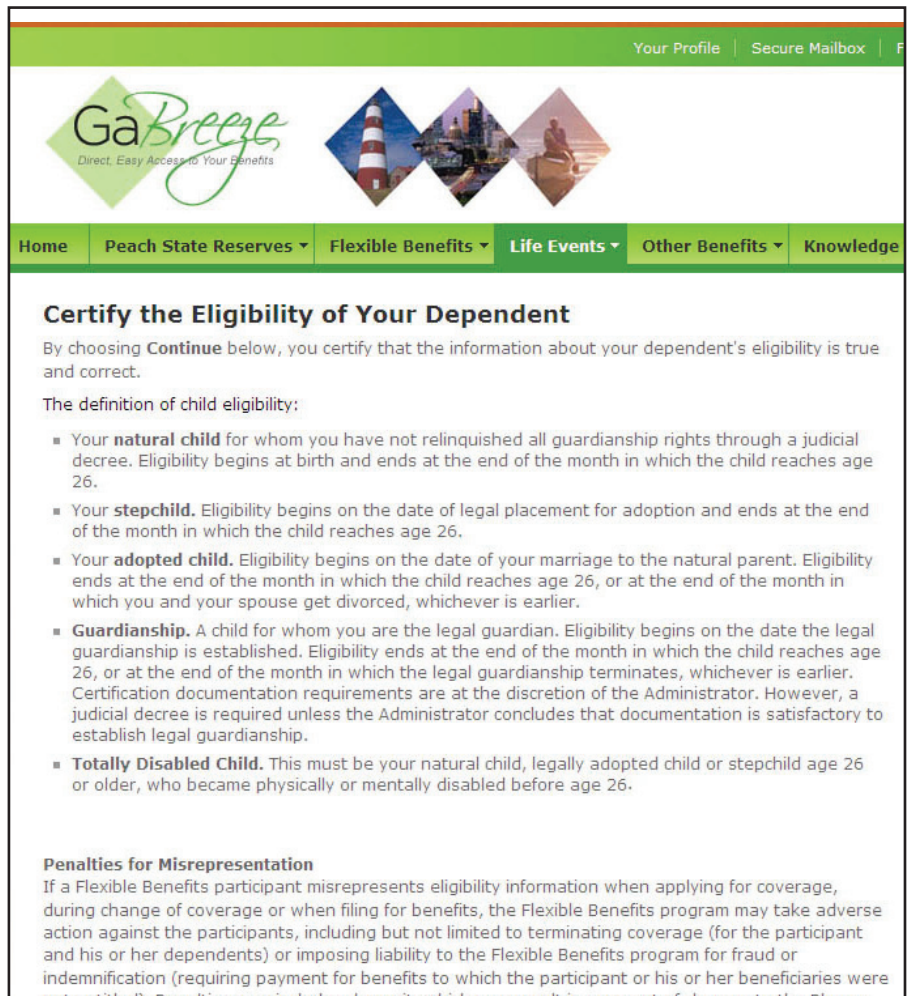 Your Profile | Secure Mailbox |
GaBreeze
Direct, Easy Access to Your Benefits
Home Peach State Reserves Flexible Benefits Life Events Other Benefits Knowledge
Certify the Eligibility of Your Dependent
By choosing Continue below, you certify that the information about your dependent's eligibility is true
and correct.
The definition of child eligibility:
Your natural child for whom you have not relinquished all guardianship rights through a judicial
decree. Eligibility begins at birth and ends at the end of the month in which the child reaches age
26.
Your stepchild. Eligibility begins on the date of legal placement for adoption and ends at the end
of the month in which the child reaches age 26.
Your adopted child. Eligibility begins on the date of your marriage to the natural parent. Eligibility
ends at the end of the month in which the child reaches age 26, or at the end of the month in
which you and your spouse get divorced, whichever is earlier.
Guardianship. A child for whom you are the legal guardian. Eligibility begins on the date the legal
guardianship is established. Eligibility ends at the end of the month in which the child reaches age
26, or at the end of the month in which the legal guardianship terminates, whichever is earlier.
Certification documentation requirements are at the discretion of the Administrator. However, a
judicial decree is required unless the Administrator concludes that documentation is satisfactory to
establish legal guardianship.
Totally Disabled Child. This must be your natural child, legally adopted child or stepchild age 26
or older, who became physically or mentally disabled before age 26.
Penalties for Misrepresentation
If a Flexible Benefits participant misrepresents eligibility information when applying for coverage,
during change of coverage or when filing for benefits, the Flexible Benefits program may take adverse
action against the participants, including but not limited to terminating coverage (for the participant
and his or her dependents) or imposing liability to the Flexible Benefits program for fraud or
indemnification (requiring payment for benefits to which the participant or his or her beneficiaries were